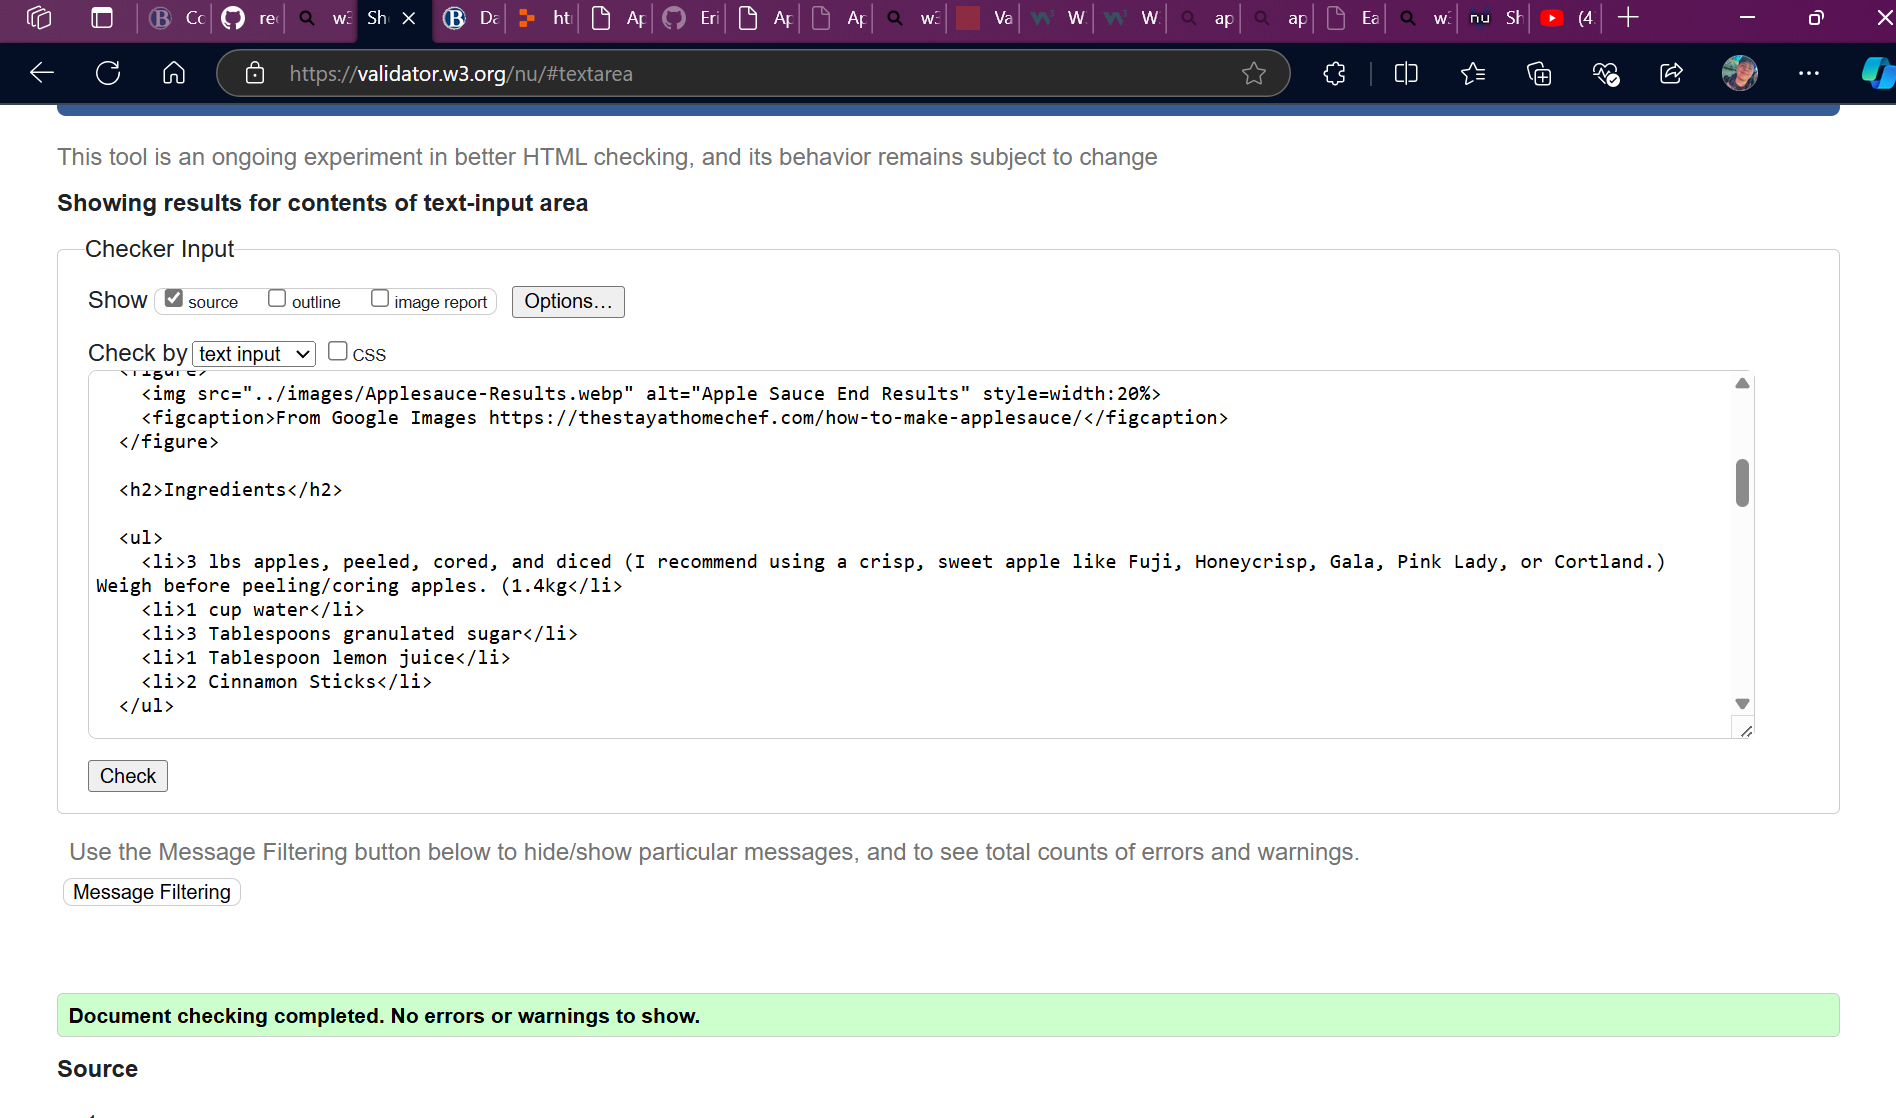 Cc
re
w3
Sh
Da
ht
Ap
Eri
Ap
Ap
w3
Va
W
W
ap
ap
Ea
w3
nu Sh
(4
https://validator.w3.org/nu/#textarea
This tool is an ongoing experiment in better HTML checking, and its behavior remains subject to change
Showing results for contents of text-input area
Checker Input
Show source outline image report Options...
Check by text input CSS
<figure>
<img src="../images/Applesauce-Results.webp" alt="Apple Sauce End Results" style=width:20%>
<figcaption>From Google Images https://thestayathomechef.com/how-to-make-applesauce/</figcaption>
</figure>
<h2>Ingredients</h2>
<ul>
<li>3 lbs apples, peeled, cored, and diced (I recommend using a crisp, sweet apple like Fuji, Honeycrisp, Gala, Pink Lady, or Cortland.)
Weigh before peeling/coring apples. (1.4kg</li>
<li>1 cup water</li>
<li>3 Tablespoons granulated sugar</li>
<li>1 Tablespoon lemon juice</li>
<li>2 Cinnamon Sticks</li>
</ul>
Check
Use the Message Filtering button below to hide/show particular messages, and to see total counts of errors and warnings.
Message Filtering
Document checking completed. No errors or warnings to show.
Source